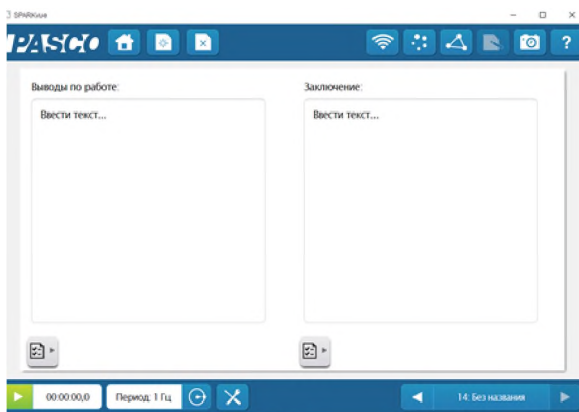 SPARKvue
PASCO
?
Выводы по работе:
Ввести текст...
Заключение:
Ввести текст...
00:00:00,0
Период: 1 Гц
14: Без названия